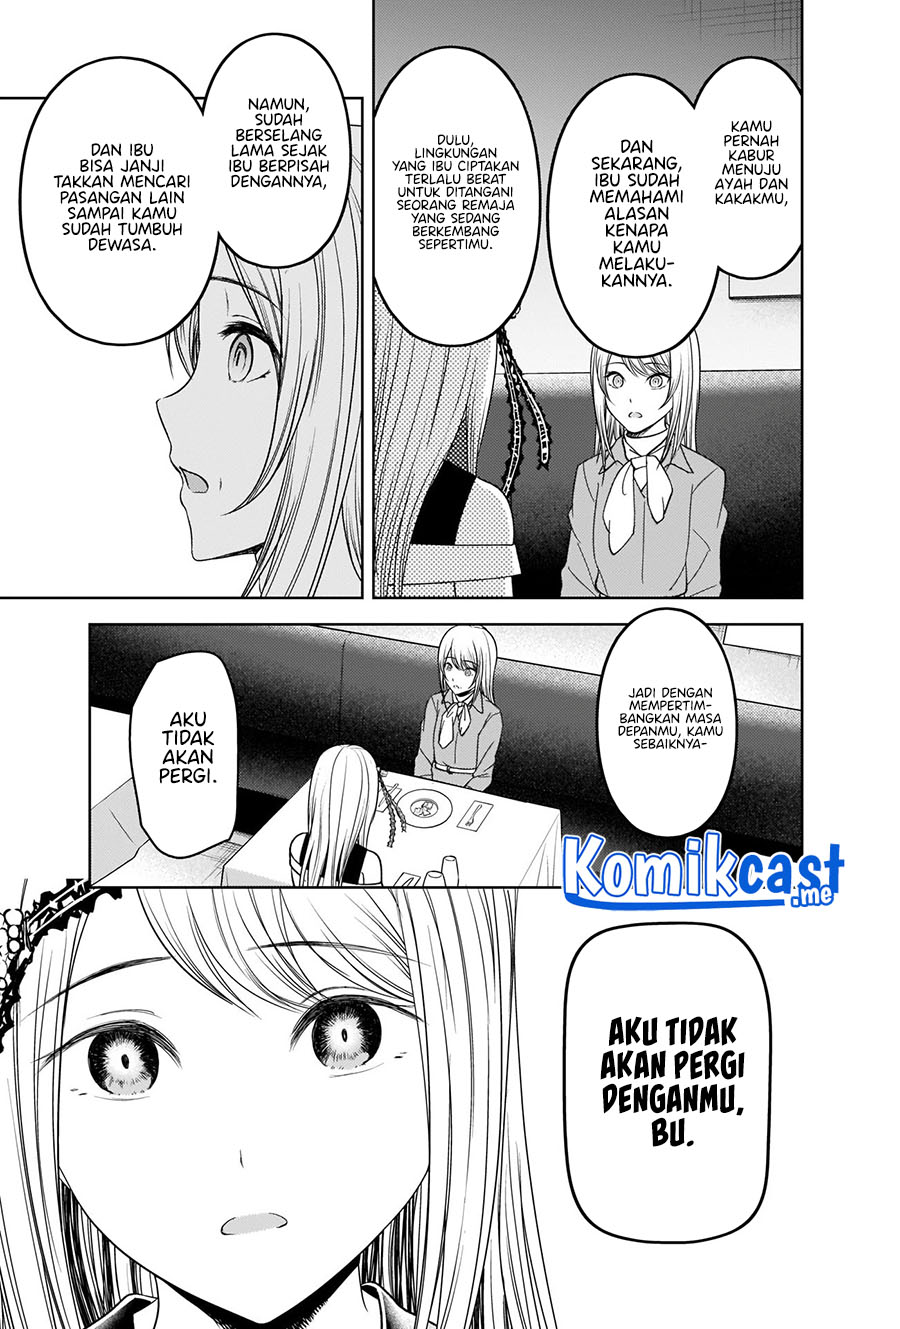 KAMU
PERNAH
KABUR
MENUJU
AYAH DAN
KAKAKMU,
DAN
SEKARANG,
IBU SUDAH
MEMAHAMI
ALASAN
KENAPA
KAMU
MELAKU-
KANNYA.
DULU,
LINGKUNGAN
YANG IBU CIPTAKAN
TERLALU BERAT
UNTUK DITANGANI
SEORANG REMAJA
YANG SEDANG
BERKEMBANG
SEPERTIMU.
NAMUN,
SUDAH
BERSELANG
LAMA SEJAK
IBU BERPISAH
DENGANNYA,
DAN IBU
BISA JANJI
TAKKAN MENCARI
PASANGAN LAIN
SAMPAI KAMU
SUDAH TUMBUH
DEWASA.
JADI DENGAN
MEMPERTIM-
BANGKAN MASA
DEPANMU, KAMU
SEBAIKNYA-
AKU
TIDAK
AKAN
PERGI.
Komikcast
.me
AKU TIDAK
AKAN PERGI
DENGANMU,
BU.